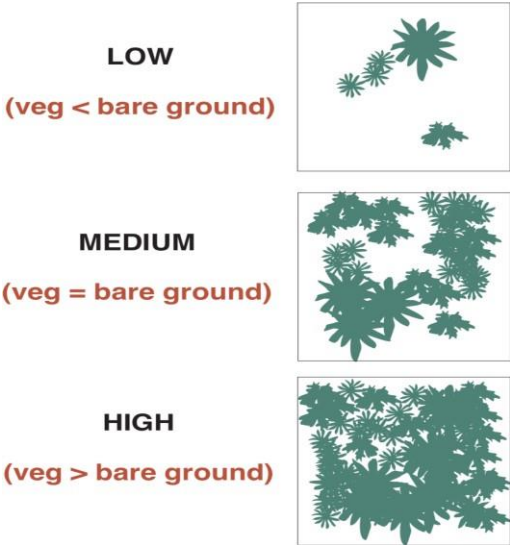 LOW
(veg < bare ground)
MEDIUM
(veg = bare ground)
HIGH
(veg > bare ground)